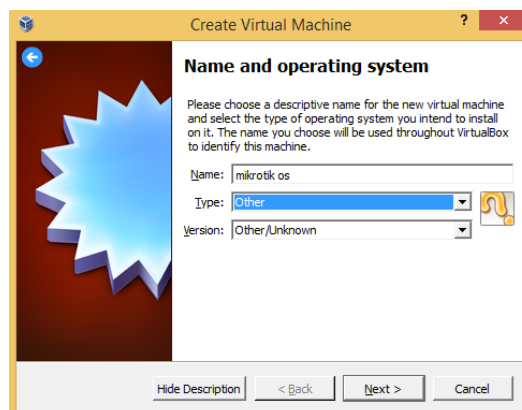 Create Virtual Machine
? ×
Name and operating system
Please choose a descriptive name for the new virtual machine
and select the type of operating system you intend to install
on it. The name you choose will be used throughout VirtualBox
to identify this machine.
Name: mikrotik os
Type: Other
Version: Other/Unknown
Hide Description < Back Next > Cancel